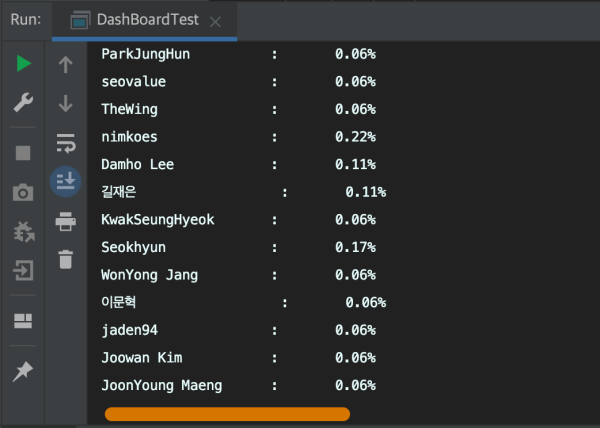 Run: DashBoardTest
ParkJungHun : 0.06%
seovalue : 0.06%
TheWing : 0.06%
nimkoes : 0.22%
Damho Lee : 0.11%
길재은 : 0.11%
KwakSeungHyeok : 0.06%
Seokhyun : 0.17%
WonYong Jang : 0.06%
이문혁 : 0.06%
jaden94 : 0.06%
Joowan Kim : 0.06%
JoonYoung Maeng : 0.06%